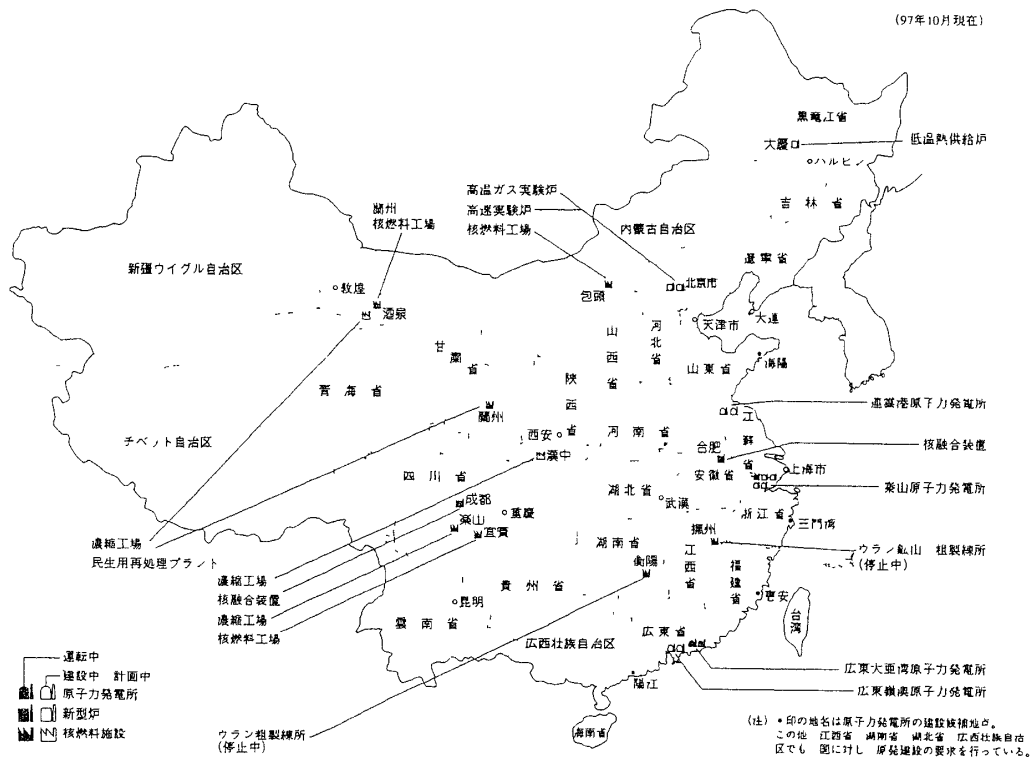 (97年10月現在)
黒竜江省
大慶
低温熱供給炉
ハルビン
吉林省
高温ガス実験炉
高速実験炉
核燃料工場
内蒙古自治区
蘭州
核燃料工場
遼寧省
新疆ウイグル自治区
敦煌
酒泉
包頭
北京市
天津市
大連
山西省
河北省
甘粛省
山東省
海陽
青海省
陝西省
蘭州
連雲港原子力発電所
江蘇省
チベット自治区
西安
河南省
合肥
核融合装置
漢中
四川省
安徽省
上海市
秦山原子力発電所
湖北省
武漢
成都
重慶
楽山
宜賓
浙江省
三門湾
濃縮工場
民生用再処理プラント
湖南省
撫州
ウラン鉱山 粗製錬所
(停止中)
江西省
福建省
衡陽
濃縮工場
核融合装置
濃縮工場
核燃料工場
貴州省
昆明
恵安
台湾
雲南省
広東省
広西壮族自治区
広東大亜湾原子力発電所
広東嶺澳原子力発電所
陽江
海南省
ウラン粗製錬所
(停止中)
運転中
建設中 計画中
原子力発電所
新型炉
核燃料施設
(注) •印の地名は原子力発電所の建設候補地点。
この他 江西省 湖南省 湖北省 広西壮族自治
区でも 国に対し 原発建設の要求を行っている。